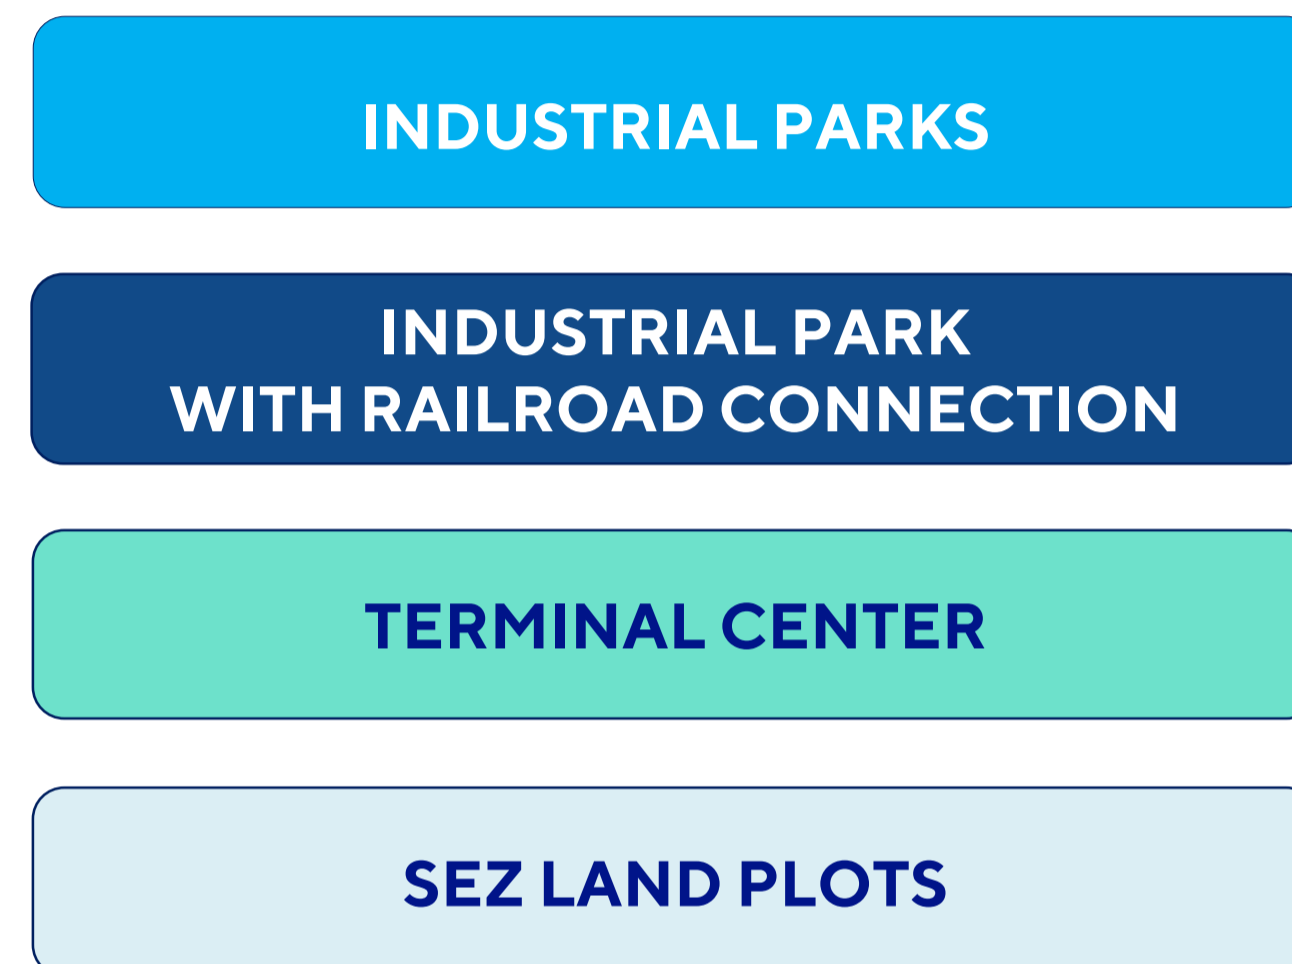 INDUSTRIAL PARKS
INDUSTRIAL PARK
WITH RAILROAD CONNECTION
TERMINAL CENTER
SEZ LAND PLOTS